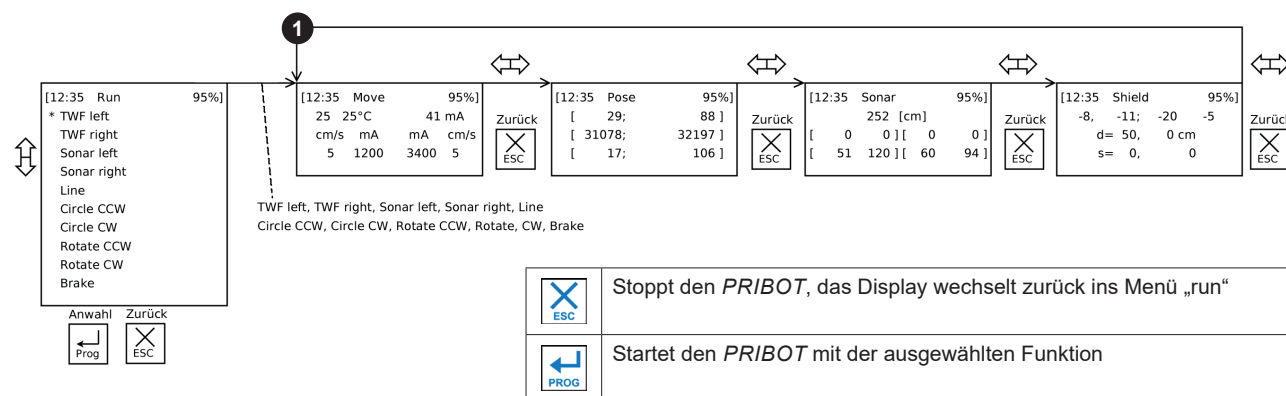 1
[12:35 Run 95%]
* TWF left
TWF right
Sonar left
Sonar right
Line
Circle CCW
Circle CW
Rotate CCW
Rotate CW
Brake
Anwahl Zurück
Prog ESC
[12:35 Move 95%]
25 25°C 41 mA
cm/s mA mA cm/s
5 1200 3400 5
Zurück
ESC
[12:35 Pose 95%]
[ 29; 88 ]
[ 31078; 32197 ]
[ 17; 106 ]
Zurück
ESC
[12:35 Sonar 95%]
252 [cm]
[ 0 0 ] [ 0 0 ]
[ 51 120 ] [ 60 94 ]
Zurück
ESC
[12:35 Shield 95%]
-8, -11; -20 -5
d= 50, 0 cm
s= 0, 0
Zurück
ESC
TWF left, TWF right, Sonar left, Sonar right, Line
Circle CCW, Circle CW, Rotate CCW, Rotate, CW, Brake
ESC
Stoppt den PRIBOT, das Display wechselt zurück ins Menü „run“
PROG
Startet den PRIBOT mit der ausgewählten Funktion